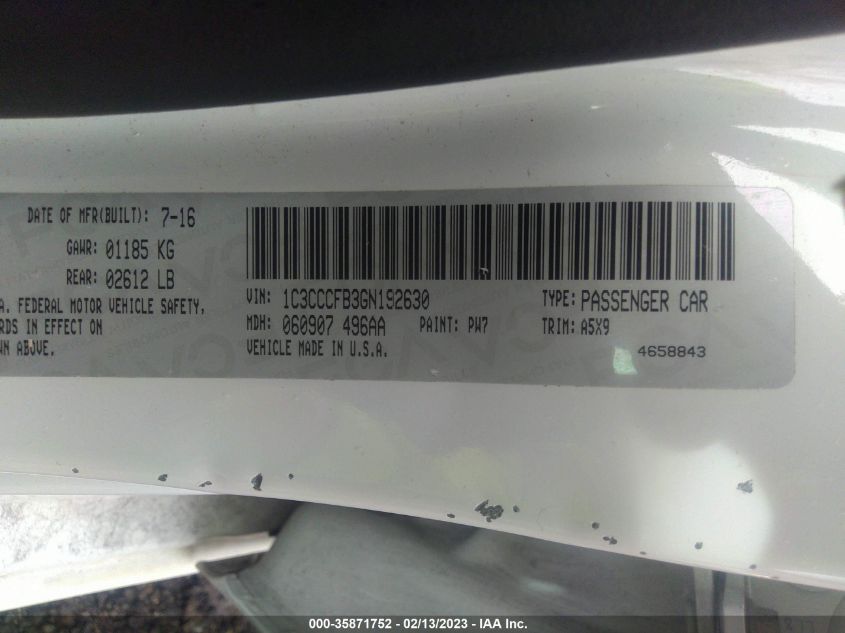 DATE OF MFR(BUILT): 7-16
GAWR: 01185 KG
REAR: 02612 LB
A. FEDERAL MOTOR VEHICLE SAFETY,
RDS IN EFFECT ON
WN ABOVE.
VIN: 1C3CCCFB3GN192630
TYPE: PASSENGER CAR
MDH: 060907 496AA
PAINT: PW7
TRIM: A5X9
VEHICLE MADE IN U.S.A.
4658843
000-35871752 – 02/13/2023 – IAA Inc.